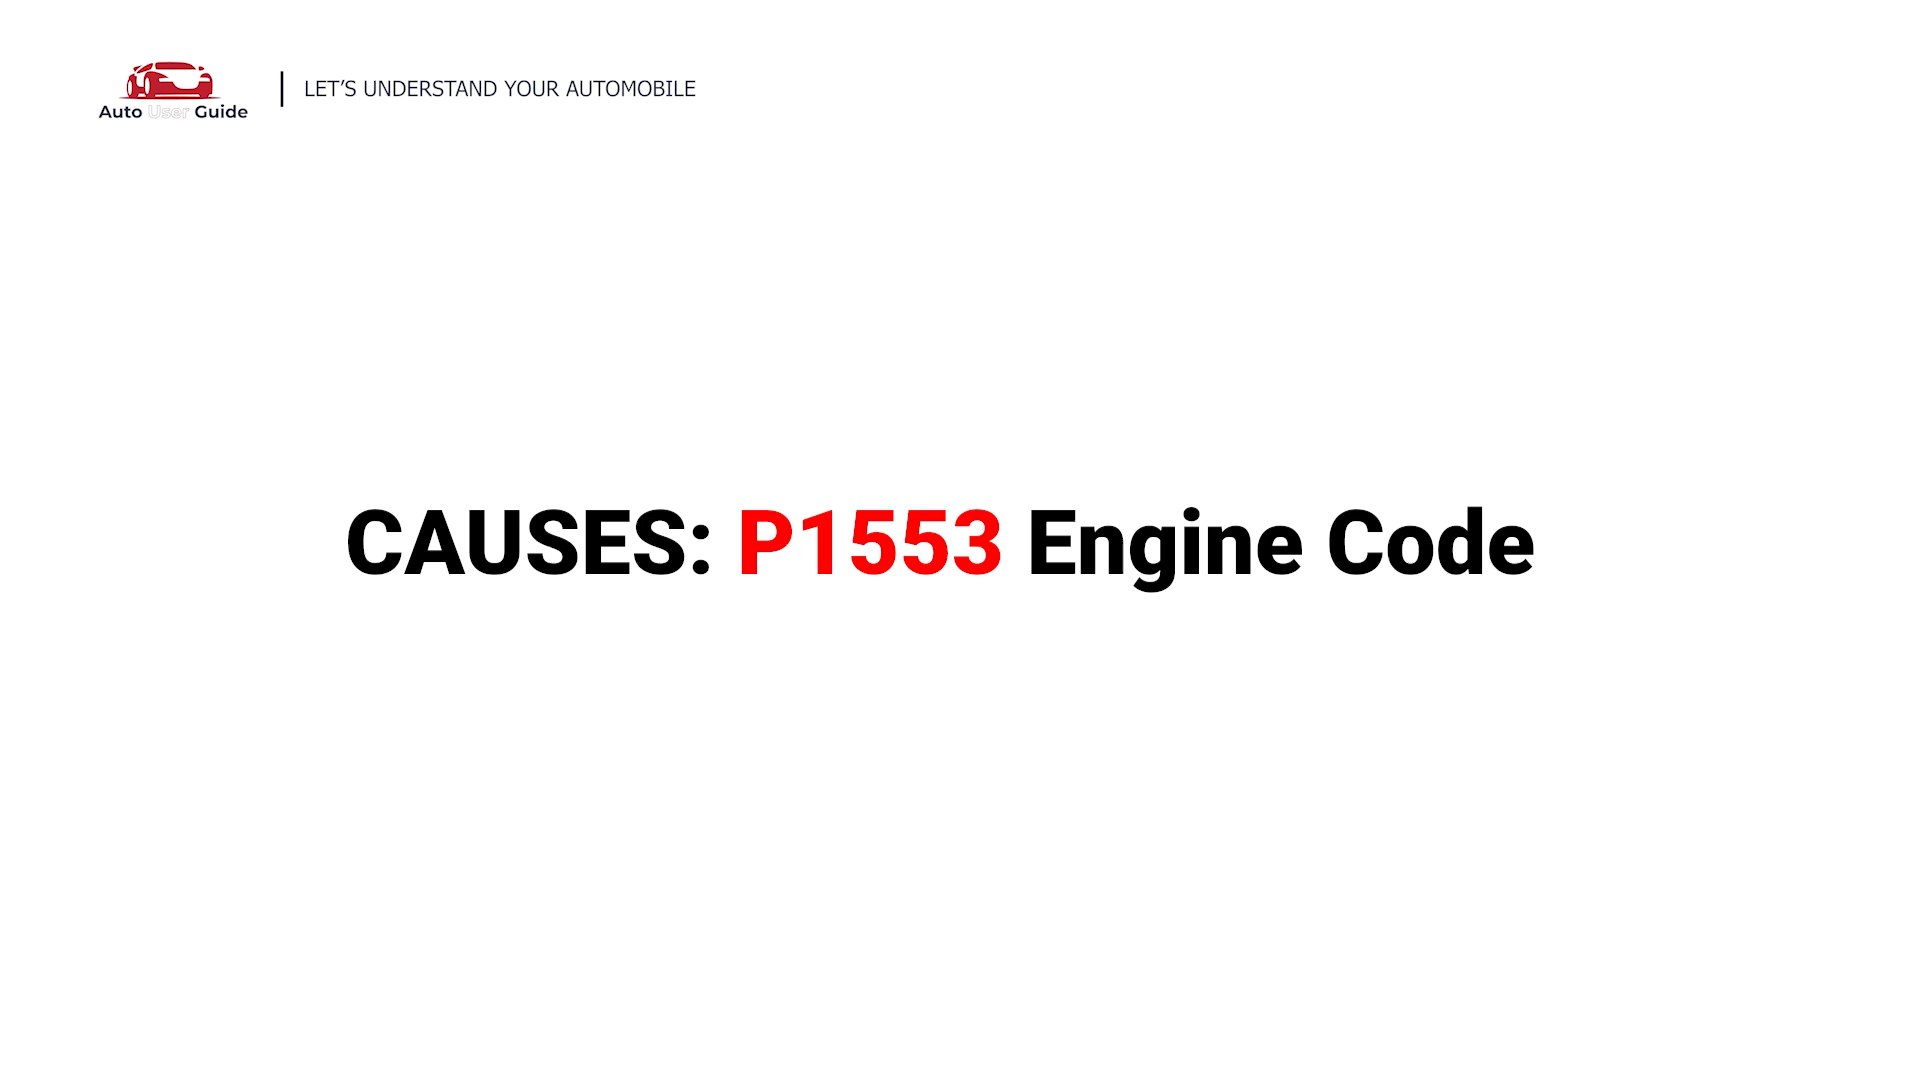 Auto User Guide
LET'S UNDERSTAND YOUR AUTOMOBILE
CAUSES: P1553 Engine Code